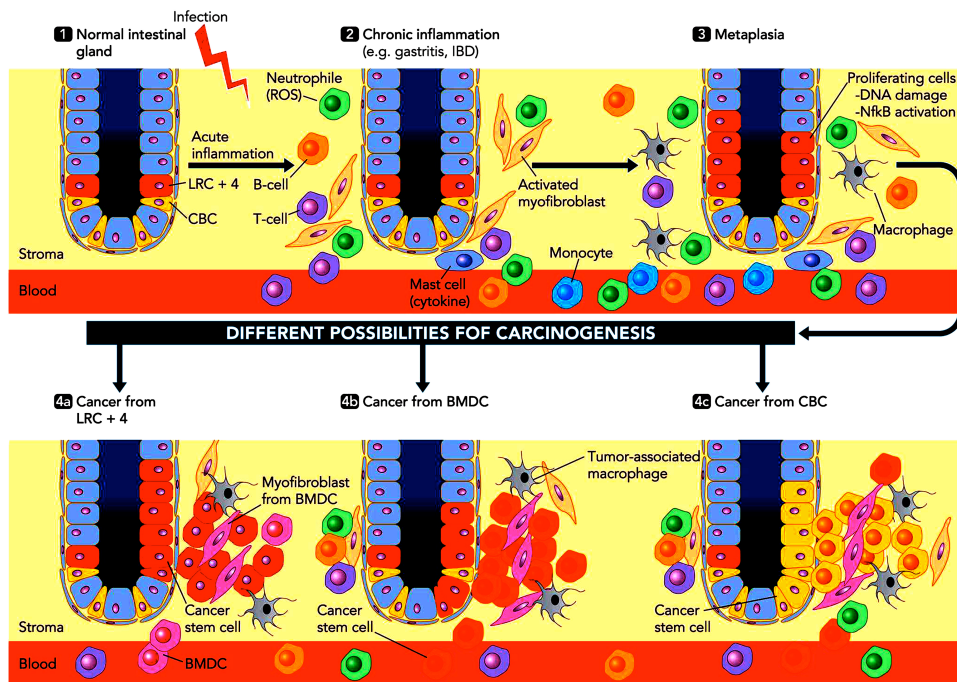 Infection
1 Normal intestinal
gland
2 Chronic inflammation
(e.g. gastritis, IBD)
3 Metaplasia
Neutrophile
(ROS)
Proliferating cells
-DNA damage
-NfkB activation
Acute
inflammation
LRC + 4
B-cell
Activated
myofibroblast
CBC
T-cell
Macrophage
Stroma
Monocyte
Blood
Mast cell
(cytokine)
DIFFERENT POSSIBILITIES FOF CARCINOGENESIS
4a Cancer from
LRC + 4
4b Cancer from BMDC
4c Cancer from CBC
Myofibroblast
from BMDC
Tumor-associated
macrophage
Cancer
stem cell
Cancer
stem cell
Cancer
stem cell
Stroma
Blood
BMDC